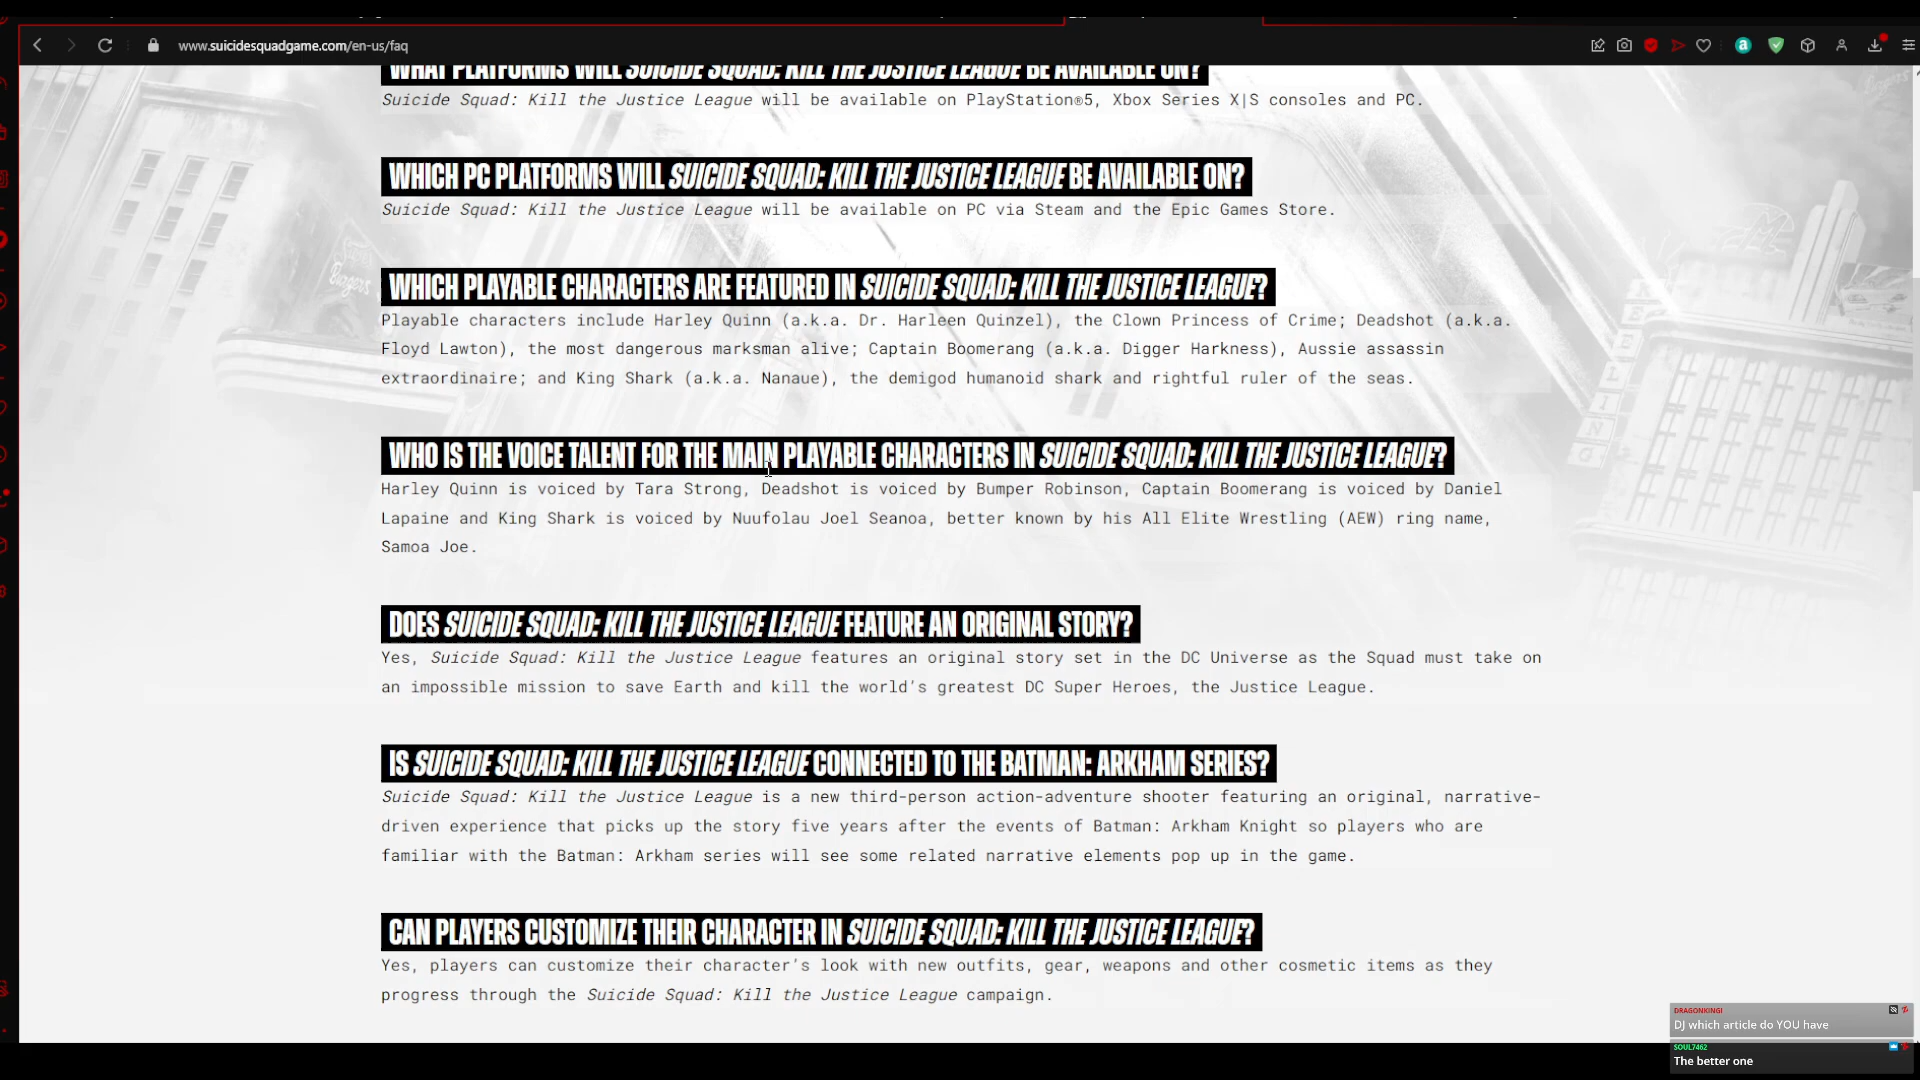 www.suicidesquadgame.com/en-us/faq
WHAT PLATFORMS WILL SUICIDE SQUAD: KILL THE JUSTICE LEAGUE BE AVAILABLE ON?
Suicide Squad: Kill the Justice League will be available on PlayStation®5, Xbox Series X|S consoles and PC.
WHICH PC PLATFORMS WILL SUICIDE SQUAD: KILL THE JUSTICE LEAGUE BE AVAILABLE ON?
Suicide Squad: Kill the Justice League will be available on PC via Steam and the Epic Games Store.
WHICH PLAYABLE CHARACTERS ARE FEATURED IN SUICIDE SQUAD: KILL THE JUSTICE LEAGUE?
Playable characters include Harley Quinn (a.k.a. Dr. Harleen Quinzel), the Clown Princess of Crime; Deadshot (a.k.a.
Floyd Lawton), the most dangerous marksman alive; Captain Boomerang (a.k.a. Digger Harkness), Aussie assassin
extraordinaire; and King Shark (a.k.a. Nanaue), the demigod humanoid shark and rightful ruler of the seas.
WHO IS THE VOICE TALENT FOR THE MAIN PLAYABLE CHARACTERS IN SUICIDE SQUAD: KILL THE JUSTICE LEAGUE?
Harley Quinn is voiced by Tara Strong, Deadshot is voiced by Bumper Robinson, Captain Boomerang is voiced by Daniel
Lapaine and King Shark is voiced by Nuufolau Joel Seanoa, better known by his All Elite Wrestling (AEW) ring name,
Samoa Joe.
DOES SUICIDE SQUAD: KILL THE JUSTICE LEAGUE FEATURE AN ORIGINAL STORY?
Yes, Suicide Squad: Kill the Justice League features an original story set in the DC Universe as the Squad must take on
an impossible mission to save Earth and kill the world's greatest DC Super Heroes, the Justice League.
IS SUICIDE SQUAD: KILL THE JUSTICE LEAGUE CONNECTED TO THE BATMAN: ARKHAM SERIES?
Suicide Squad: Kill the Justice League is a new third-person action-adventure shooter featuring an original, narrative-
driven experience that picks up the story five years after the events of Batman: Arkham Knight so players who are
familiar with the Batman: Arkham series will see some related narrative elements pop up in the game.
CAN PLAYERS CUSTOMIZE THEIR CHARACTER IN SUICIDE SQUAD: KILL THE JUSTICE LEAGUE?
Yes, players can customize their character's look with new outfits, gear, weapons and other cosmetic items as they
progress through the Suicide Squad: Kill the Justice League campaign.
DRAGONKINGI
DJ which article do YOU have
SOUL7462
The better one